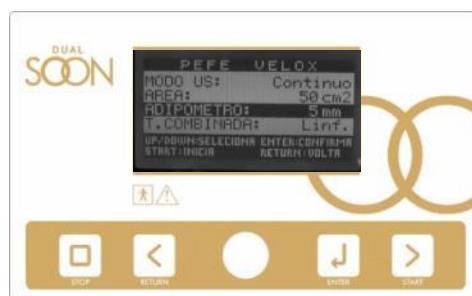 DUAL
SOON
PEFE VELOX
MODO US: Continuo
AREA: 50 cm2
ADIPOMETRO: 5 mm
T.COMBINADA: Linf.
UP/DOWN:SELECIONA ENTER:CONFIRMA
START:INICIA RETURN:VOLTA
STOP
RETURN
ENTER
START